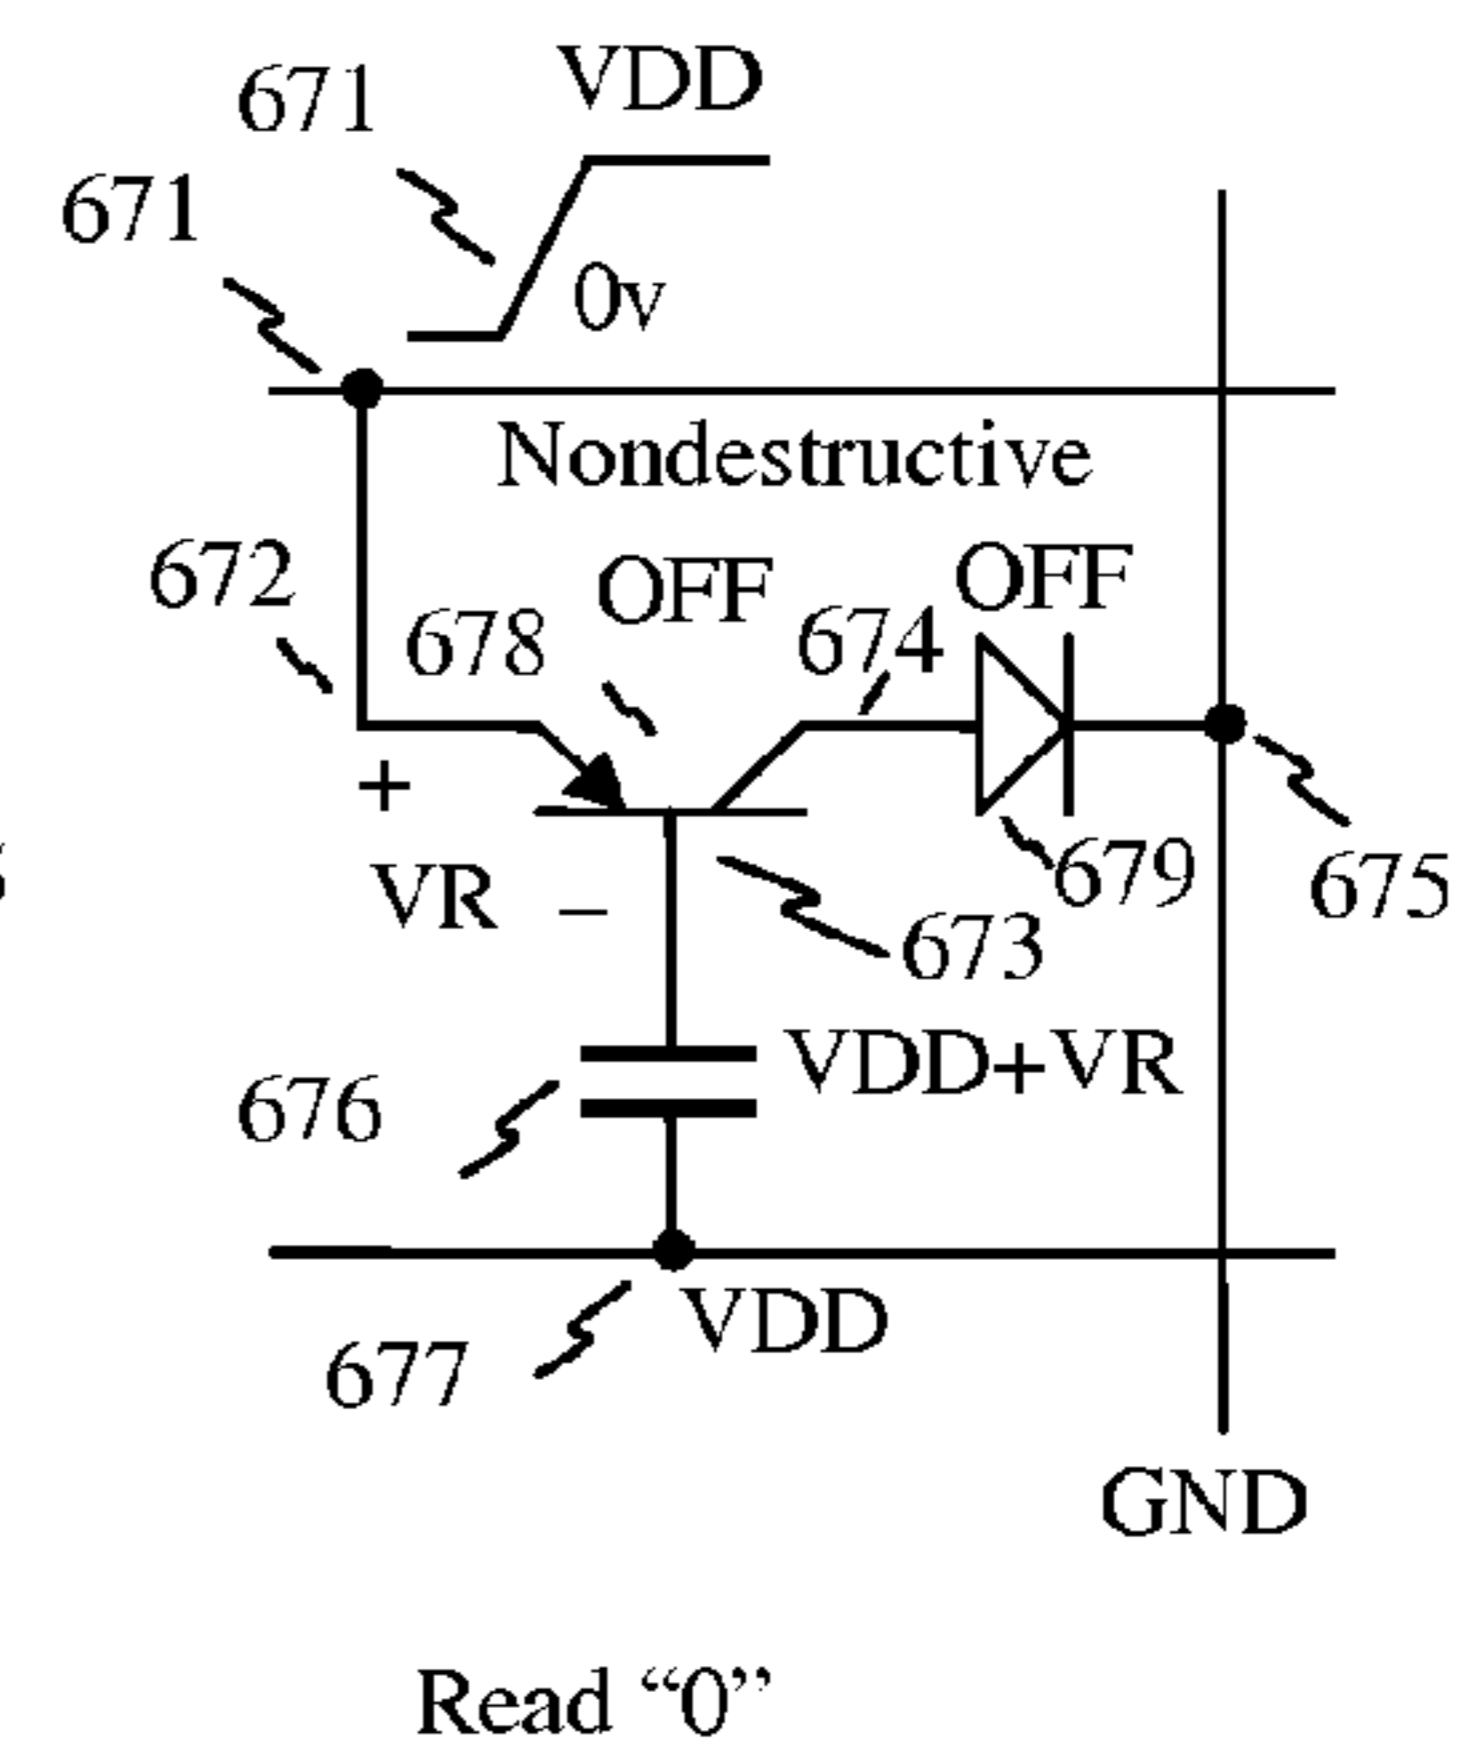 VDD
671
671
0v
Nondestructive
672
OFF
OFF
678
674
+
VR
–
679
675
673
VDD+VR
676
VDD
677
GND
Read “0”